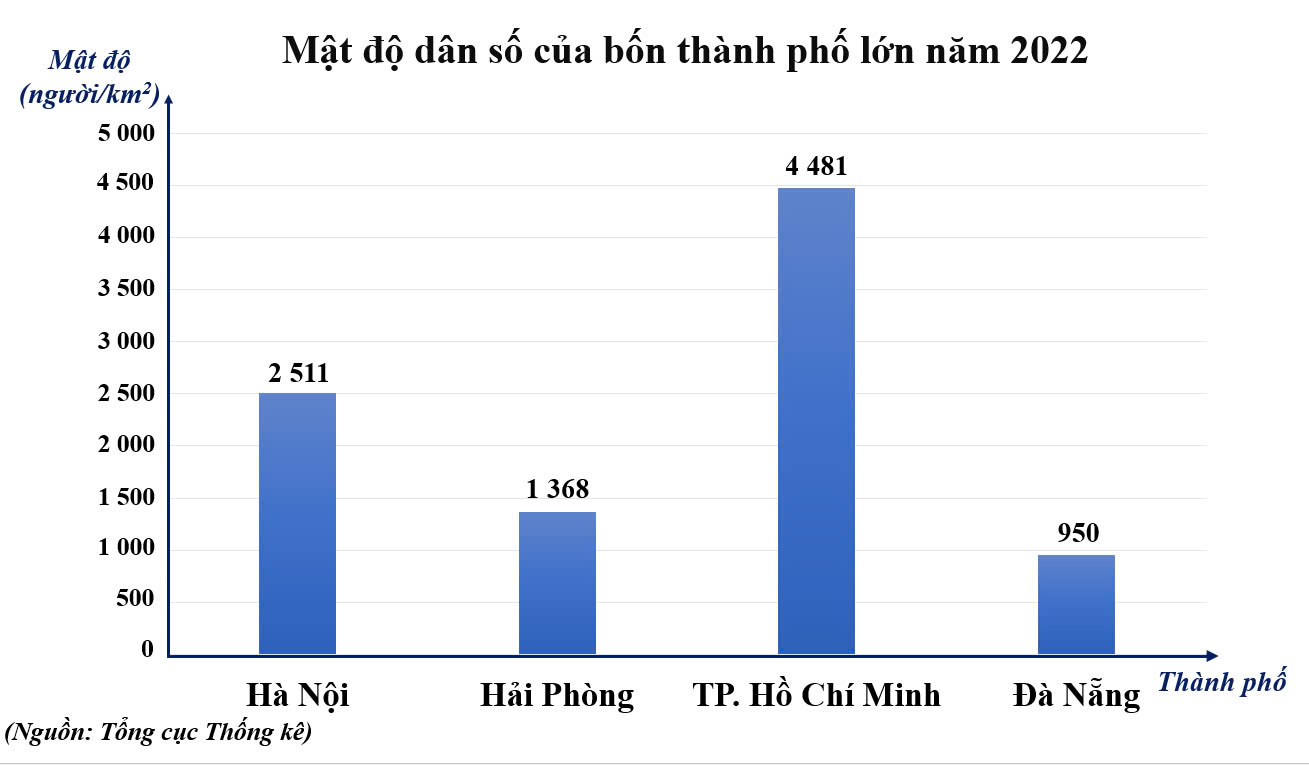 Mật độ dân số của bốn thành phố lớn năm 2022
Mật độ
(người/km²)
5 000
4 500
4 000
3 500
3 000
2 500
2 000
1 500
1 000
500
0
2 511
1 368
4 481
950
Hà Nội
Hải Phòng
TP. Hồ Chí Minh
Đà Nẵng
Thành phố
(Nguồn: Tổng cục Thống kê)